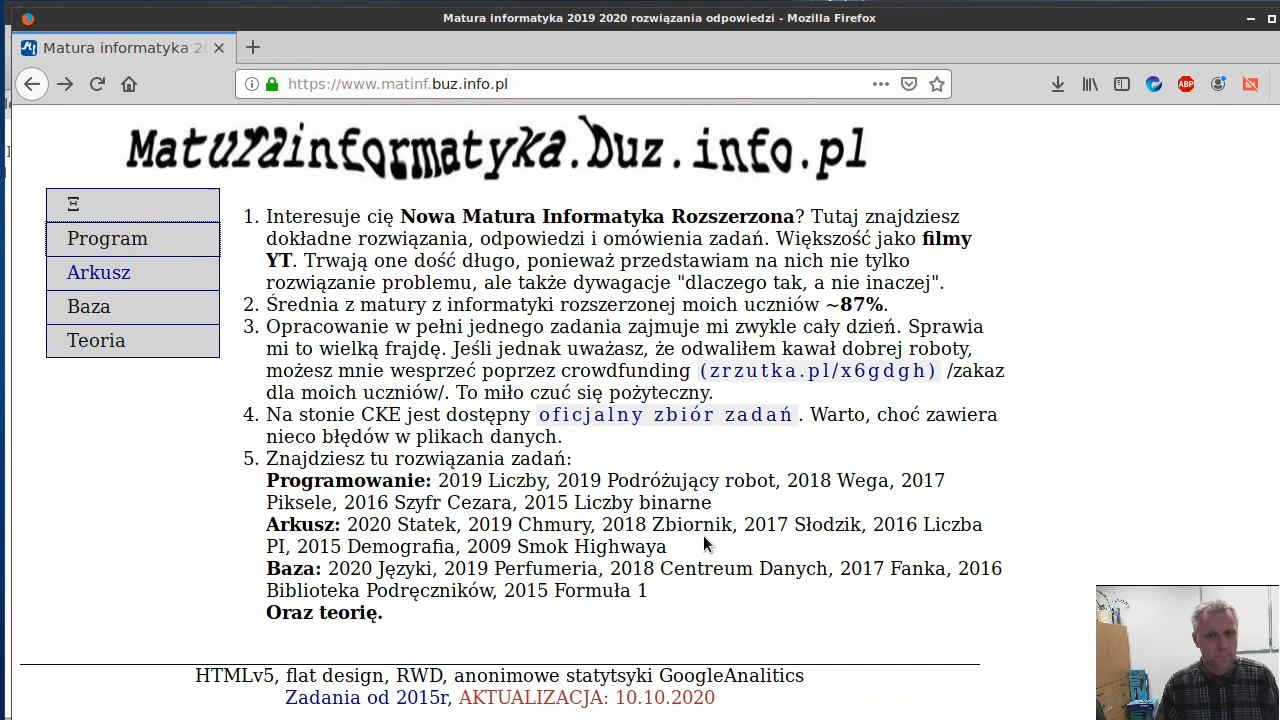 Matura informatyka 2019 2020 rozwiązania odpowiedzi - Mozilla Firefox
Matura informatyka 20
https://www.matinf.buz.info.pl
ABP
Maturainformatyka.buz.info.pl
Ξ
Program
Arkusz
Baza
Teoria
1. Interesuje cię Nowa Matura Informatyka Rozszerzona? Tutaj znajdziesz
dokładne rozwiązania, odpowiedzi i omówienia zadań. Większość jako filmy
YT. Trwają one dość długo, ponieważ przedstawiam na nich nie tylko
rozwiązanie problemu, ale także dywagacje "dlaczego tak, a nie inaczej".
2. Średnia z matury z informatyki rozszerzonej moich uczniów ~87%.
3. Opracowanie w pełni jednego zadania zajmuje mi zwykle cały dzień. Sprawia
mi to wielką frajdę. Jeśli jednak uważasz, że odwaliłem kawał dobrej roboty,
możesz mnie wesprzeć poprzez crowdfunding (zrzutka.pl/x6gdgh) /zakaz
dla moich uczniów/. To miło czuć się pożyteczny.
4. Na stonie CKE jest dostępny oficjalny zbiór zadań. Warto, choć zawiera
nieco błędów w plikach danych.
5. Znajdziesz tu rozwiązania zadań:
Programowanie: 2019 Liczby, 2019 Podróżujący robot, 2018 Wega, 2017
Piksele, 2016 Szyfr Cezara, 2015 Liczby binarne
Arkusz: 2020 Statek, 2019 Chmury, 2018 Zbiornik, 2017 Słodzik, 2016 Liczba
PI, 2015 Demografia, 2009 Smok Highwaya
Baza: 2020 Języki, 2019 Perfumeria, 2018 Centreum Danych, 2017 Fanka, 2016
Biblioteka Podręczników, 2015 Formuła 1
Oraz teorię.
HTMLv5, flat design, RWD, anonimowe statytsyki GoogleAnalitics
Zadania od 2015r, AKTUALIZACJA: 10.10.2020